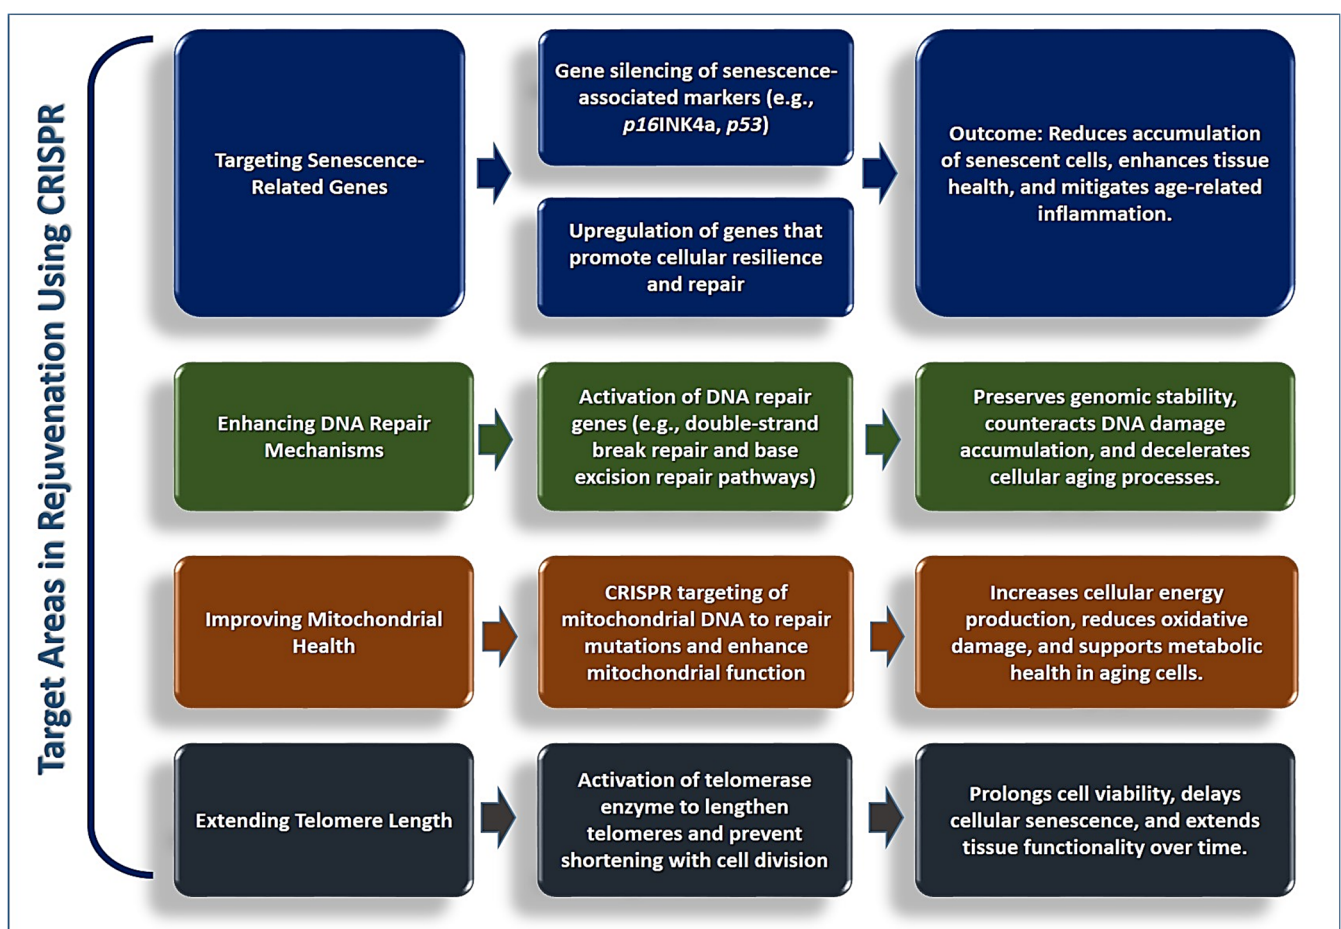 Target Areas in Rejuvenation Using CRISPR
Targeting Senescence-
Related Genes
Gene silencing of senescence-
associated markers (e.g.,
p16INK4a, p53)
Upregulation of genes that
promote cellular resilience
and repair
Outcome: Reduces accumulation
of senescent cells, enhances tissue
health, and mitigates age-related
inflammation.
Enhancing DNA Repair
Mechanisms
Activation of DNA repair
genes (e.g., double-strand
break repair and base
excision repair pathways)
Preserves genomic stability,
counteracts DNA damage
accumulation, and decelerates
cellular aging processes.
Improving Mitochondrial
Health
CRISPR targeting of
mitochondrial DNA to repair
mutations and enhance
mitochondrial function
Increases cellular energy
production, reduces oxidative
damage, and supports metabolic
health in aging cells.
Extending Telomere Length
Activation of telomerase
enzyme to lengthen
telomeres and prevent
shortening with cell division
Prolongs cell viability, delays
cellular senescence, and extends
tissue functionality over time.